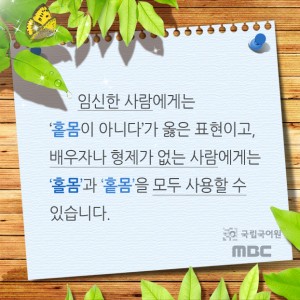 임신한 사람에게는
‘홑몸이 아니다’가 옳은 표현이고,
배우자나 형제가 없는 사람에게는
‘홀몸’과 ‘홑몸’을 모두 사용할 수
있습니다.
국립국어원
MBC